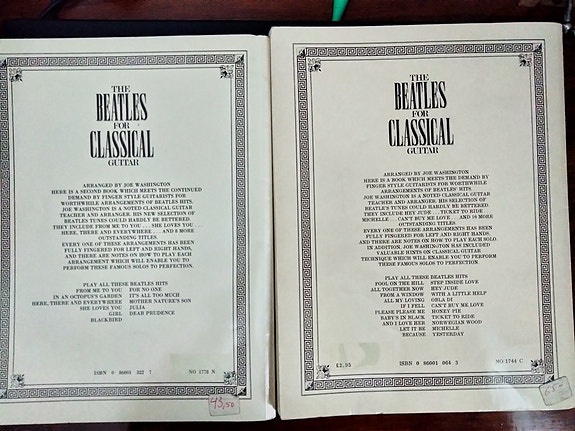 THE
BEATLES
FOR
CLASSICAL
GUITAR
ARRANGED BY JOE WASHINGTON
HERE IS A SECOND BOOK WHICH MEETS THE CONTINUED
DEMAND BY FINGER STYLE GUITARISTS FOR
WORTHWHILE ARRANGEMENTS OF BEATLES HITS.
JOE WASHINGTON IS A NOTED CLASSICAL GUITAR
TEACHER AND ARRANGER. HIS NEW SELECTION OF
BEATLES TUNES COULD HARDLY BE BETTERED.
THEY INCLUDE FROM ME TO YOU . . . SHE LOVES YOU . . .
HERE, THERE AND EVERYWHERE . . . AND 8 MORE
OUTSTANDING TITLES.
EVERY ONE OF THESE ARRANGEMENTS HAS BEEN
FULLY FINGERED FOR LEFT AND RIGHT HANDS,
AND THERE ARE NOTES ON HOW TO PLAY EACH
ARRANGEMENT WHICH WILL ENABLE YOU TO
PERFORM THESE FAMOUS SOLOS TO PERFECTION.
PLAY ALL THESE BEATLES HITS
FROM ME TO YOU FOR NO ONE
IN AN OCTOPUS'S GARDEN IT'S ALL TOO MUCH
HERE, THERE AND EVERYWHERE MOTHER NATURE'S SON
SHE LOVES YOU JULIA
GIRL DEAR PRUDENCE
BLACKBIRD
ISBN 0 86001 322 7 NO 1778 N
43,50
THE
BEATLES
FOR
CLASSICAL
GUITAR
ARRANGED BY JOE WASHINGTON
HERE IS A BOOK WHICH MEETS THE DEMAND BY
FINGER STYLE GUITARISTS FOR WORTHWHILE
ARRANGEMENTS OF BEATLES' HITS.
JOE WASHINGTON IS A NOTED CLASSICAL GUITAR
TEACHER AND ARRANGER. HIS SELECTION OF
BEATLE'S TUNES COULD HARDLY BE BETTERED.
THEY INCLUDE HEY JUDE . . . TICKET TO RIDE
MICHELLE . . . CAN'T BUY ME LOVE . . . AND 16 MORE
OUTSTANDING TITLES.
EVERY ONE OF THESE ARRANGEMENTS HAS BEEN
FULLY FINGERED FOR LEFT AND RIGHT HANDS,
AND THERE ARE NOTES ON HOW TO PLAY EACH SOLO.
IN ADDITION, JOE WASHINGTON HAS INCLUDED
VALUABLE HINTS ON CLASSICAL GUITAR
TECHNIQUE WHICH WILL ENABLE YOU TO PERFORM
THESE FAMOUS SOLOS TO PERFECTION.
PLAY ALL THESE BEATLES HITS
FOOL ON THE HILL STEP INSIDE LOVE
ALL TOGETHER NOW HEY JUDE
FROM A WINDOW WITH A LITTLE HELP
ALL MY LOVING OBLA DI
IF I FELL CAN'T BUY ME LOVE
PLEASE PLEASE ME HONEY PIE
BABY'S IN BLACK TICKET TO RIDE
AND I LOVE HER NORWEGIAN WOOD
LET IT BE MICHELLE
BECAUSE YESTERDAY
£2.95 ISBN 0 86001 064 3 MO 1744 C